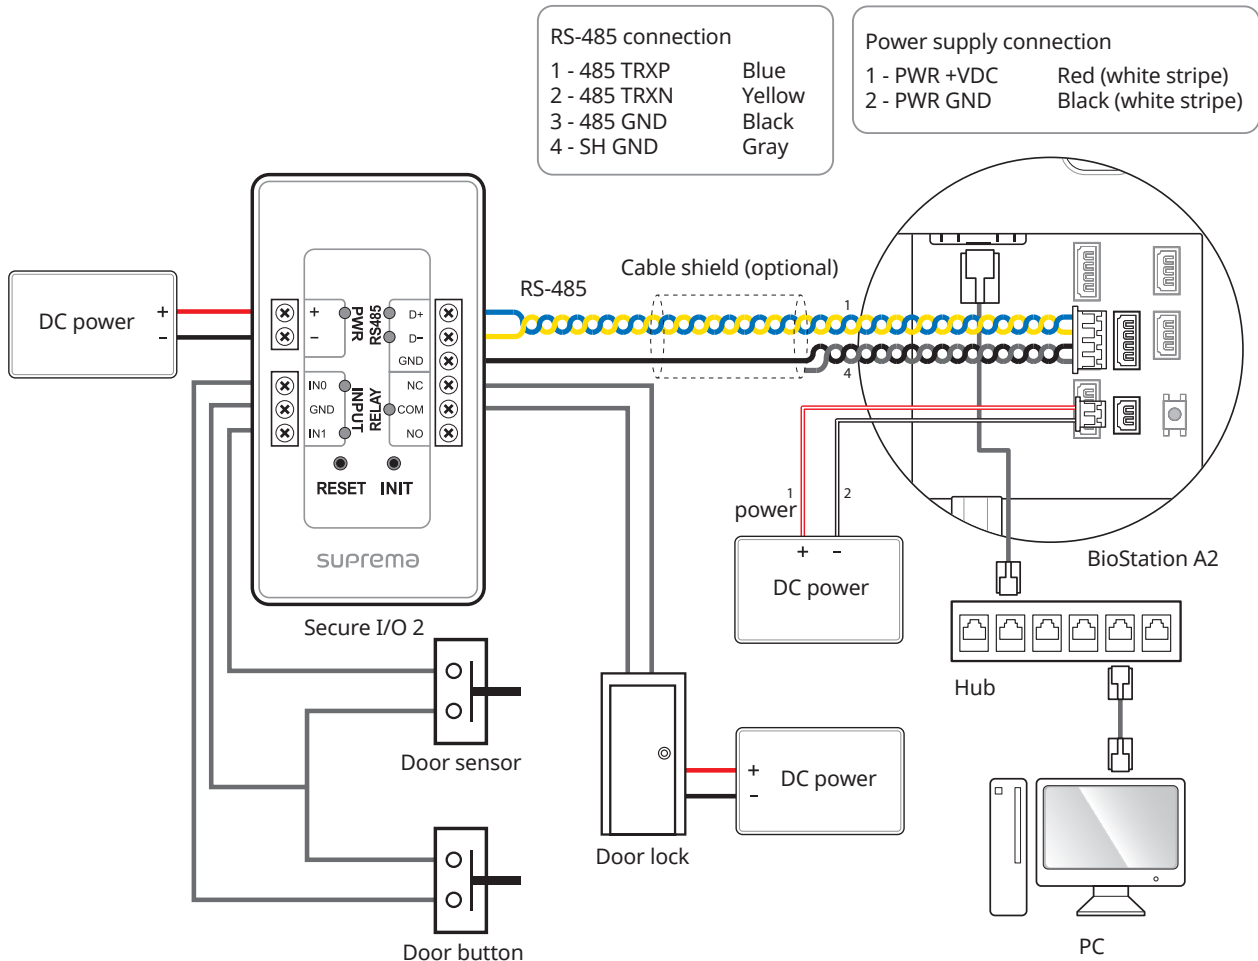 RS-485 connection
1 - 485 TRXP Blue
2 - 485 TRXN Yellow
3 - 485 GND Black
4 - SH GND Gray
Power supply connection
1 - PWR +VDC Red (white stripe)
2 - PWR GND Black (white stripe)
DC power
+
−
+
−
PWR
RS485
D+
D−
GND
IN0
GND
IN1
INPUT
RELAY
NC
COM
NO
RESET INIT
suprema
Secure I/O 2
RS-485
Cable shield (optional)
1
4
1
2
power
+ −
DC power
BioStation A2
Hub
Door sensor
Door button
Door lock
+
−
DC power
PC